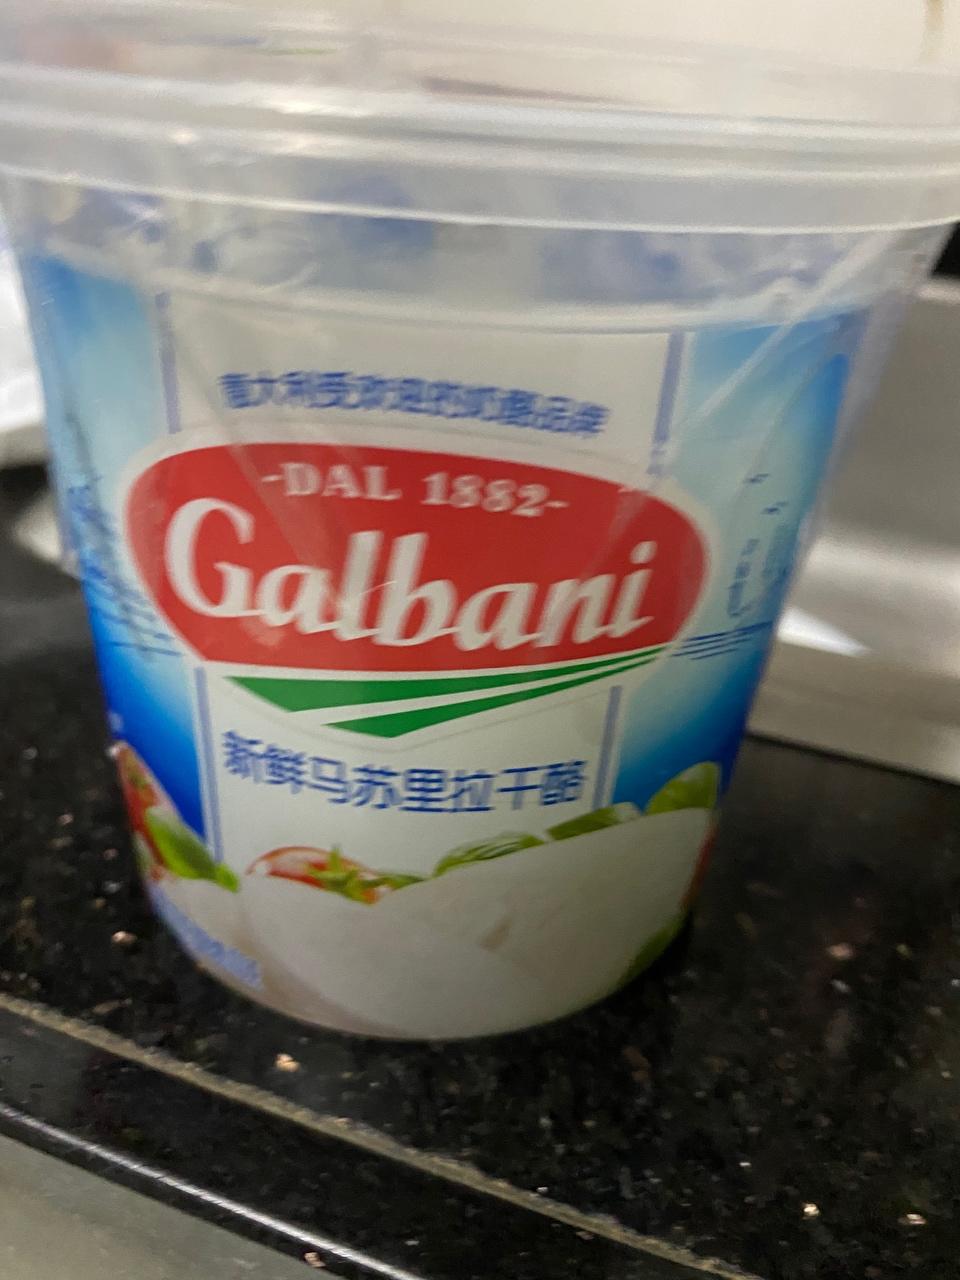 意大利受欢迎的奶酪品牌
-DAL 1882-
Galbani
新鲜马苏里拉干酪